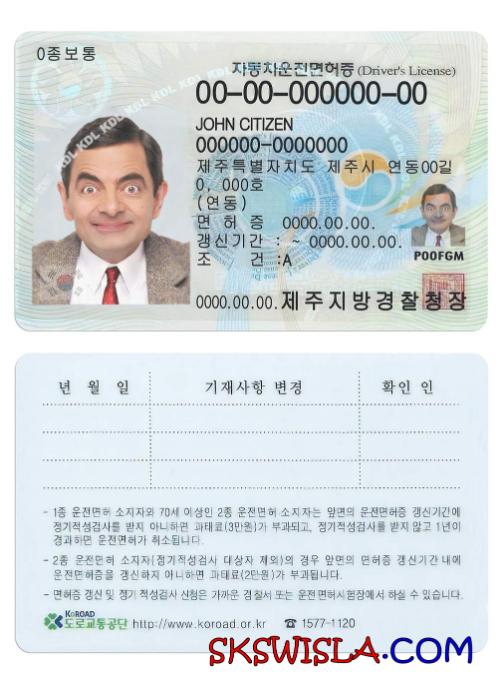 0종보통
자동차운전면허증 (Driver's License)
00-00-000000-00
JOHN CITIZEN
000000-0000000
제주특별자치도 제주시 연동00길
0, 000호
(연동)
면 허 증 0000.00.00.
갱신기간 : ~ 0000.00.00.
조 건 :A
P00FGM
0000.00.00. 제주지방경찰청장
KDL KDL KDL KDL KDL
년 월 일 기재사항 변경 확인 인
- 1종 운전면허 소지자와 70세 이상인 2종 운전면허 소지자는 앞면의 운전면허증 갱신기간에
정기적성검사를 받지 아니하면 과태료(3만원)가 부과되고, 정기적성검사를 받지 않고 1년이
경과하면 운전면허가 취소됩니다.
- 2종 운전면허 소지자(정기적성검사 대상자 제외)의 경우 앞면의 면허증 갱신기간 내에
운전면허증을 갱신하지 아니하면 과태료(2만원)가 부과됩니다.
- 면허증 갱신 및 정기 적성검사 신청은 가까운 경찰서 또는 운전면허시험장에서 하실 수 있습니다.
KoROAD
도로교통공단 http://www.koroad.or.kr ☎ 1577-1120
SKSWISLA.COM